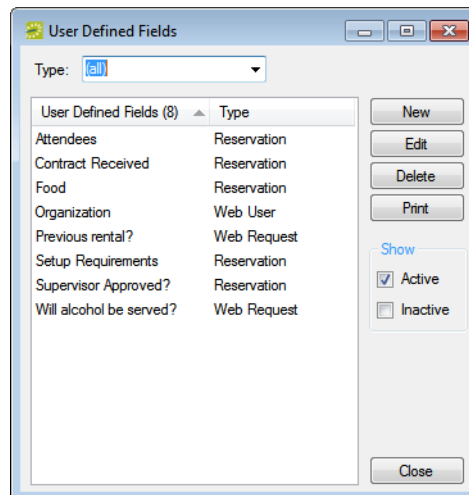 User Defined Fields
Type: (all)
User Defined Fields (8) Type
Attendees Reservation
Contract Received Reservation
Food Reservation
Organization Web User
Previous rental? Web Request
Setup Requirements Reservation
Supervisor Approved? Reservation
Will alcohol be served? Web Request
New
Edit
Delete
Print
Show
Active
Inactive
Close